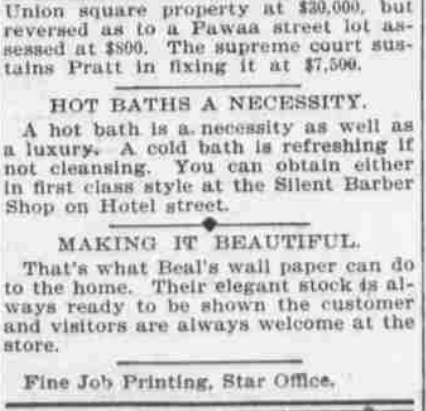 Union square property at $30,000, but
reversed as to a Pawaa street lot as-
sessed at $800. The supreme court sus-
tains Pratt in fixing it at $7,500.
HOT BATHS A NECESSITY.
A hot bath is a necessity as well as
a luxury. A cold bath is refreshing if
not cleansing. You can obtain either
in first class style at the Silent Barber
Shop on Hotel street.
MAKING IT BEAUTIFUL.
That's what Beal's wall paper can do
to the home. Their elegant stock is al-
ways ready to be shown the customer
and visitors are always welcome at the
store.
Fine Job Printing, Star Office.